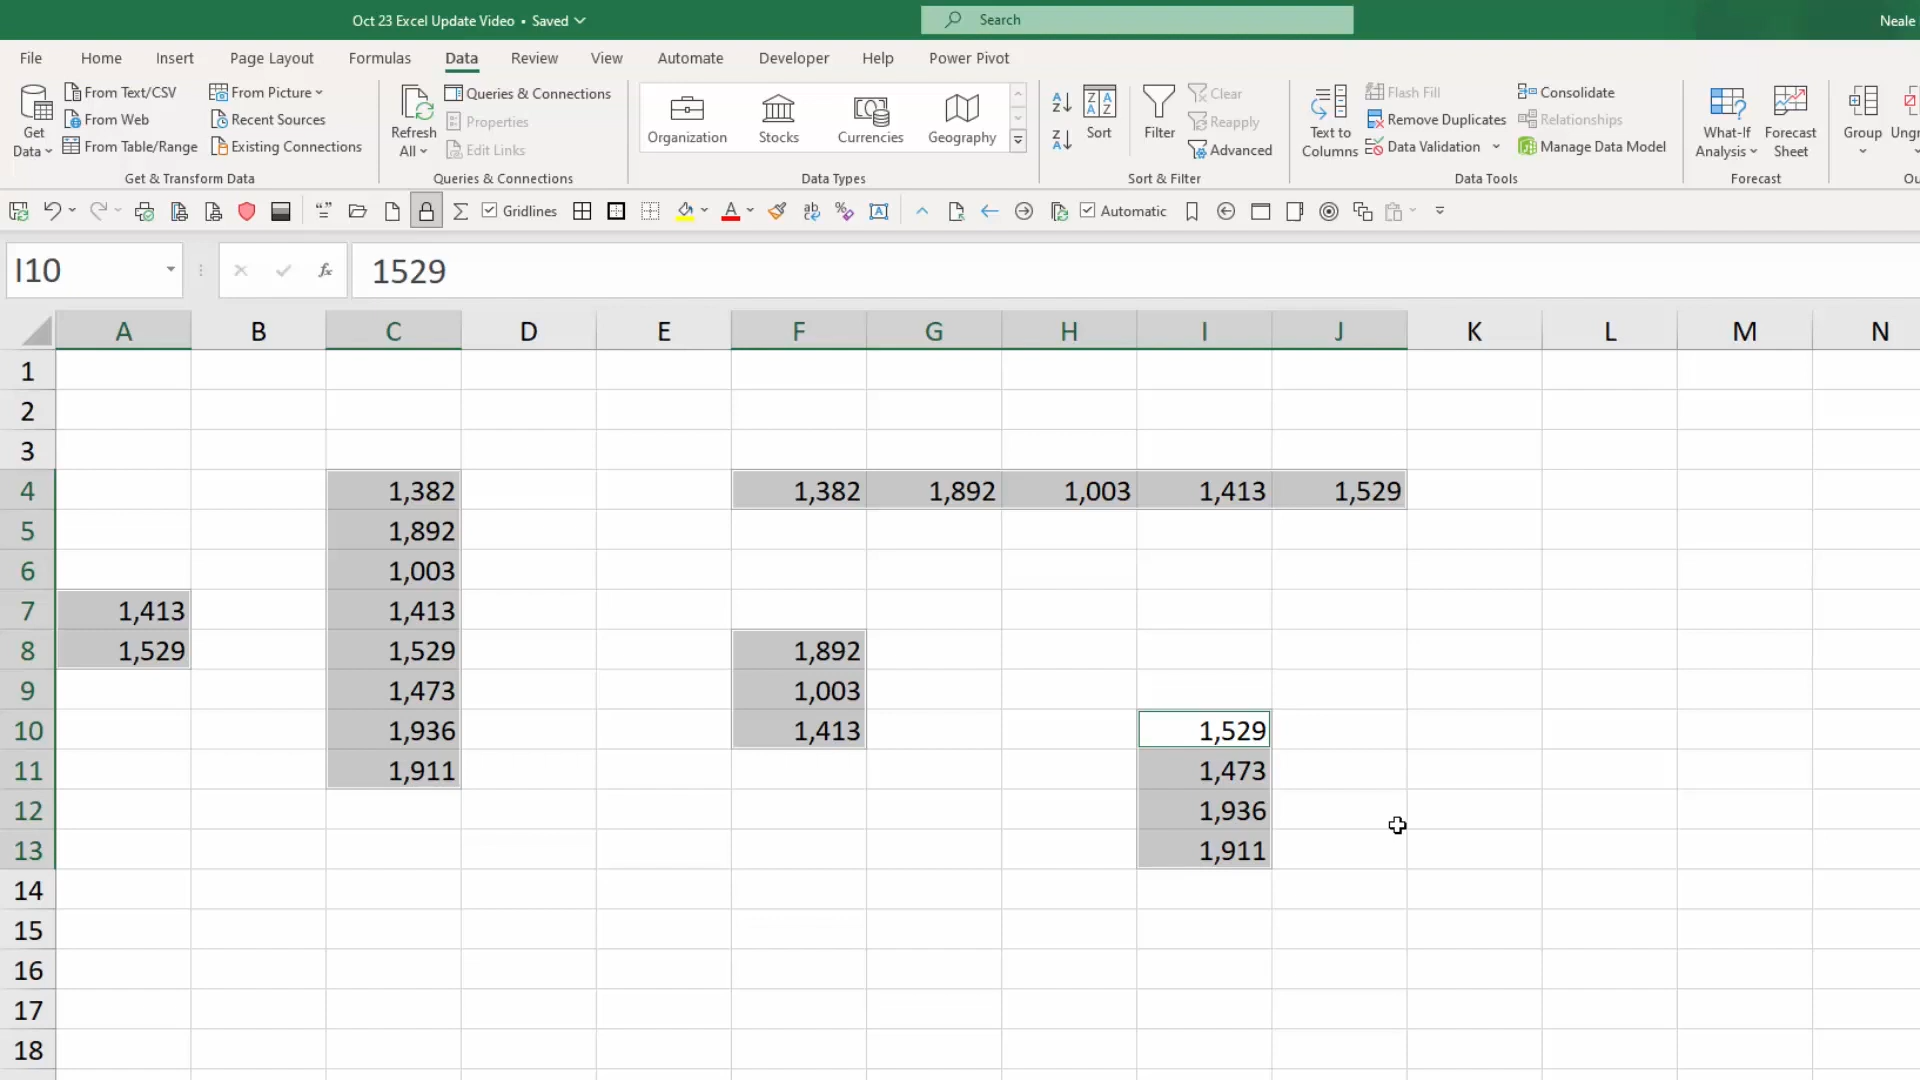 Oct 23 Excel Update Video • Saved
Search
Neale
File Home Insert Page Layout Formulas Data Review View Automate Developer Help Power Pivot
Get Data
From Text/CSV
From Web
From Table/Range
From Picture
Recent Sources
Existing Connections
Get & Transform Data
Refresh All
Queries & Connections
Properties
Edit Links
Queries & Connections
Organization
Stocks
Currencies
Geography
Data Types
Sort
Filter
Clear
Reapply
Advanced
Sort & Filter
Text to Columns
Flash Fill
Remove Duplicates
Data Validation
Consolidate
Relationships
Manage Data Model
Data Tools
What-If Analysis
Forecast Sheet
Forecast
Group
Gridlines
Automatic
I10
fx
1529
A B C D E F G H I J K L M N
1
2
3
4 1,382 1,382 1,892 1,003 1,413 1,529
5 1,892
6 1,003
7 1,413 1,413
8 1,529 1,529 1,892
9 1,473 1,003
10 1,936 1,413 1,529
11 1,911 1,473
12 1,936
13 1,911
14
15
16
17
18